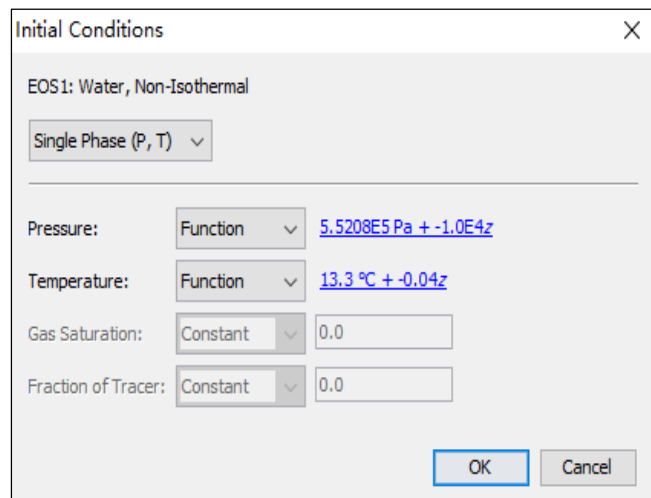 Initial Conditions
EOS1: Water, Non-Isothermal
Single Phase (P, T)
Pressure: Function 5.5208E5 Pa + -1.0E4z
Temperature: Function 13.3 ºC + -0.04z
Gas Saturation: Constant 0.0
Fraction of Tracer: Constant 0.0
OK Cancel